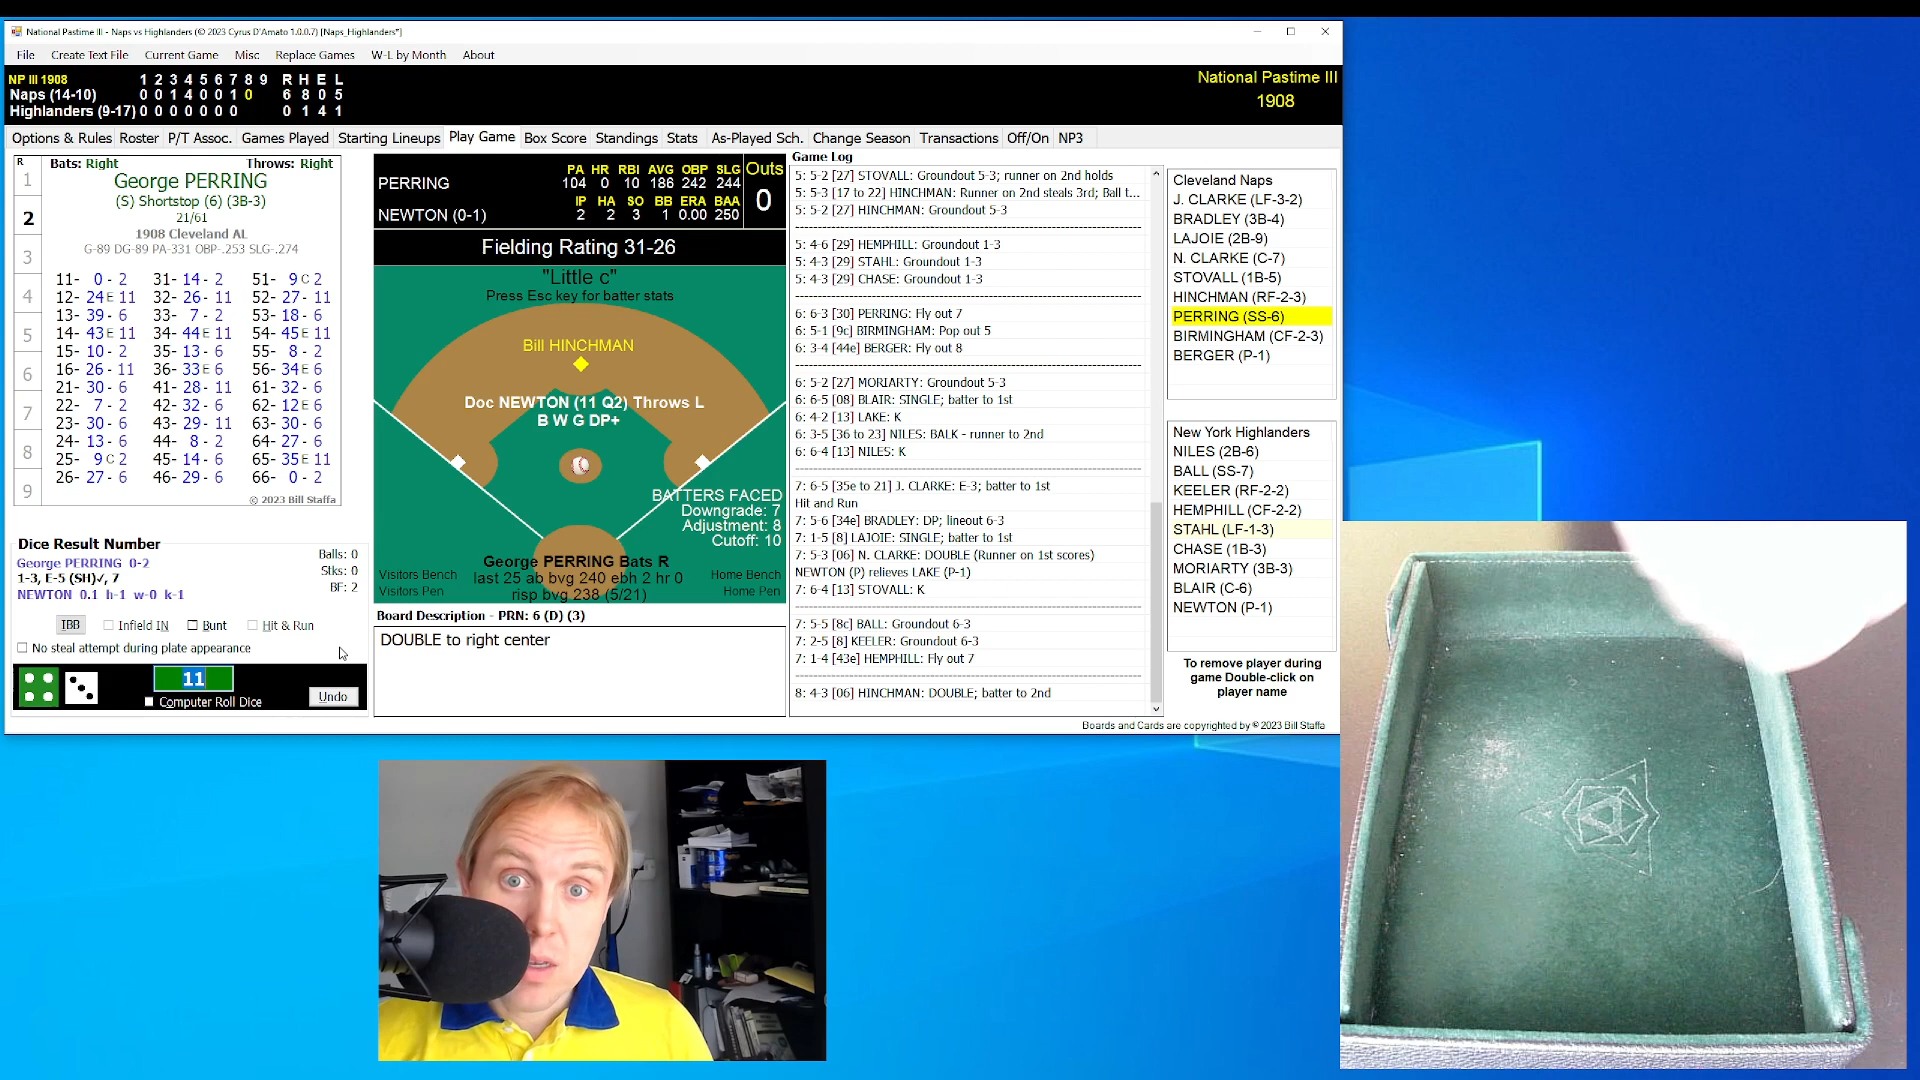 National Pastime III - Naps vs Highlanders (© 2023 Cyrus D'Amato 1.0.0.7) [Naps_Highlanders*]
File Create Text File Current Game Misc Replace Games W-L by Month About
NP III 1908 1 2 3 4 5 6 7 8 9 R H E L
Naps (14-10) 0 0 1 4 0 0 1 0 6 8 0 5
Highlanders (9-17) 0 0 0 0 0 0 0 0 1 4 1
National Pastime III
1908
Options & Rules Roster P/T Assoc. Games Played Starting Lineups Play Game Box Score Standings Stats As-Played Sch. Change Season Transactions Off/On NP3
R
1
2
3
4
5
6
7
8
9
Bats: Right Throws: Right
George PERRING
(S) Shortstop (6) (3B-3)
21/61
1908 Cleveland AL
G-89 DG-89 PA-331 OBP-.253 SLG-.274
11- 0 - 2 31- 14 - 2 51- 9 C 2
12- 24 E 11 32- 26 - 11 52- 27 - 11
13- 39 - 6 33- 7 - 2 53- 18 - 6
14- 43 E 11 34- 44 E 11 54- 45 E 11
15- 10 - 2 35- 13 - 6 55- 8 - 2
16- 26 - 11 36- 33 E 6 56- 34 E 6
21- 30 - 6 41- 28 - 11 61- 32 - 6
22- 7 - 2 42- 32 - 6 62- 12 E 6
23- 30 - 6 43- 29 - 11 63- 30 - 6
24- 13 - 6 44- 8 - 2 64- 27 - 6
25- 9 C 2 45- 14 - 6 65- 35 E 11
26- 27 - 6 46- 29 - 6 66- 0 - 2
© 2023 Bill Staffa
Dice Result Number
George PERRING 0-2
1-3, E-5 (SH)✓, 7
NEWTON 0.1 h-1 w-0 k-1
Balls: 0
Stks: 0
BF: 2
IBB Infield IN Bunt Hit & Run
No steal attempt during plate appearance
11
Computer Roll Dice
Undo
PA HR RBI AVG OBP SLG
PERRING 104 0 10 186 242 244
IP HA SO BB ERA BAA
NEWTON (0-1) 2 2 3 1 0.00 250
Outs
0
Fielding Rating 31-26
"Little c"
Press Esc key for batter stats
Bill HINCHMAN
Doc NEWTON (11 Q2) Throws L
B W G DP+
BATTERS FACED
Downgrade: 7
Adjustment: 8
Cutoff: 10
George PERRING Bats R
last 25 ab bvg 240 ebh 2 hr 0
risp bvg 238 (5/21)
Visitors Bench
Visitors Pen
Home Bench
Home Pen
Board Description - PRN: 6 (D) (3)
DOUBLE to right center
Game Log
5: 5-2 [27] STOVALL: Groundout 5-3; runner on 2nd holds
5: 5-3 [17 to 22] HINCHMAN: Runner on 2nd steals 3rd; Ball t...
5: 5-2 [27] HINCHMAN: Groundout 5-3
5: 4-6 [29] HEMPHILL: Groundout 1-3
5: 4-3 [29] STAHL: Groundout 1-3
5: 4-3 [29] CHASE: Groundout 1-3
6: 6-3 [30] PERRING: Fly out 7
6: 5-1 [9c] BIRMINGHAM: Pop out 5
6: 3-4 [44e] BERGER: Fly out 8
6: 5-2 [27] MORIARTY: Groundout 5-3
6: 6-5 [08] BLAIR: SINGLE; batter to 1st
6: 4-2 [13] LAKE: K
6: 3-5 [36 to 23] NILES: BALK - runner to 2nd
6: 6-4 [13] NILES: K
7: 6-5 [35e to 21] J. CLARKE: E-3; batter to 1st
Hit and Run
7: 5-6 [34e] BRADLEY: DP; lineout 6-3
7: 1-5 [8] LAJOIE: SINGLE; batter to 1st
7: 5-3 [06] N. CLARKE: DOUBLE (Runner on 1st scores)
NEWTON (P) relieves LAKE (P-1)
7: 6-4 [13] STOVALL: K
7: 5-5 [8c] BALL: Groundout 6-3
7: 2-5 [8] KEELER: Groundout 6-3
7: 1-4 [43e] HEMPHILL: Fly out 7
8: 4-3 [06] HINCHMAN: DOUBLE; batter to 2nd
Cleveland Naps
J. CLARKE (LF-3-2)
BRADLEY (3B-4)
LAJOIE (2B-9)
N. CLARKE (C-7)
STOVALL (1B-5)
HINCHMAN (RF-2-3)
PERRING (SS-6)
BIRMINGHAM (CF-2-3)
BERGER (P-1)
New York Highlanders
NILES (2B-6)
BALL (SS-7)
KEELER (RF-2-2)
HEMPHILL (CF-2-2)
STAHL (LF-1-3)
CHASE (1B-3)
MORIARTY (3B-3)
BLAIR (C-6)
NEWTON (P-1)
To remove player during
game Double-click on
player name
Boards and Cards are copyrighted by © 2023 Bill Staffa